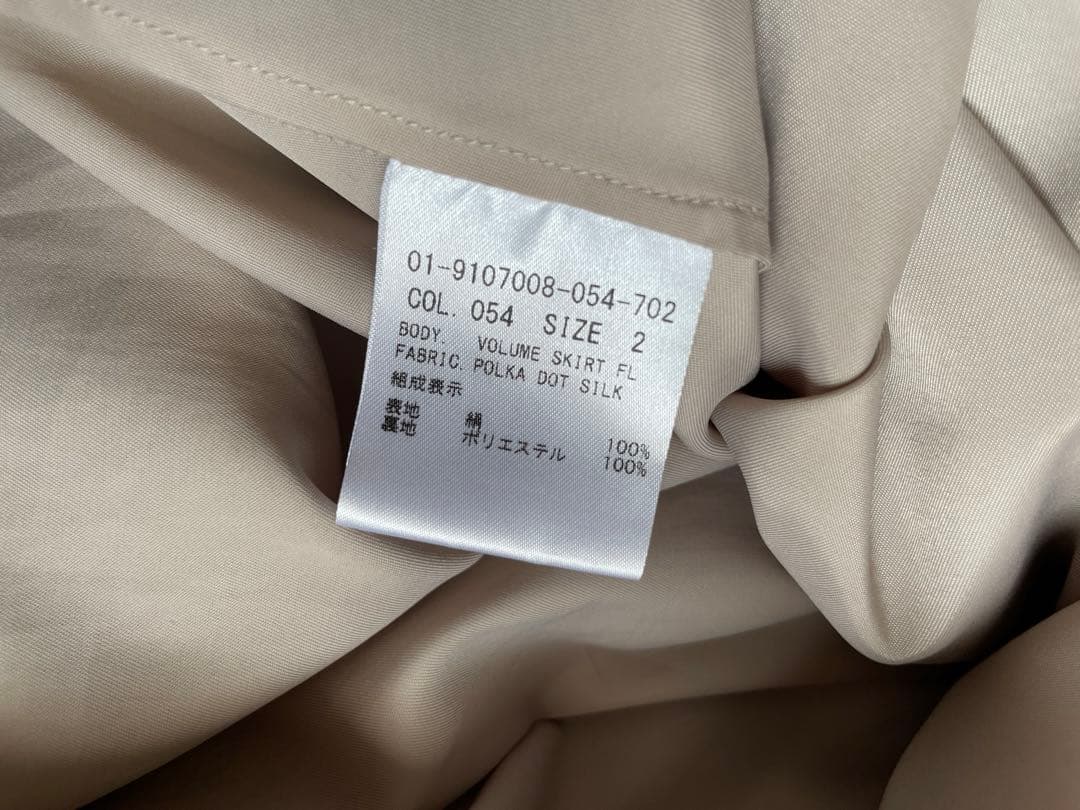 01-9107008-054-702
COL. 054 SIZE 2
BODY. VOLUME SKIRT FL
FABRIC. POLKA DOT SILK
組成表示
表地 絹 100%
裏地 ポリエステル 100%